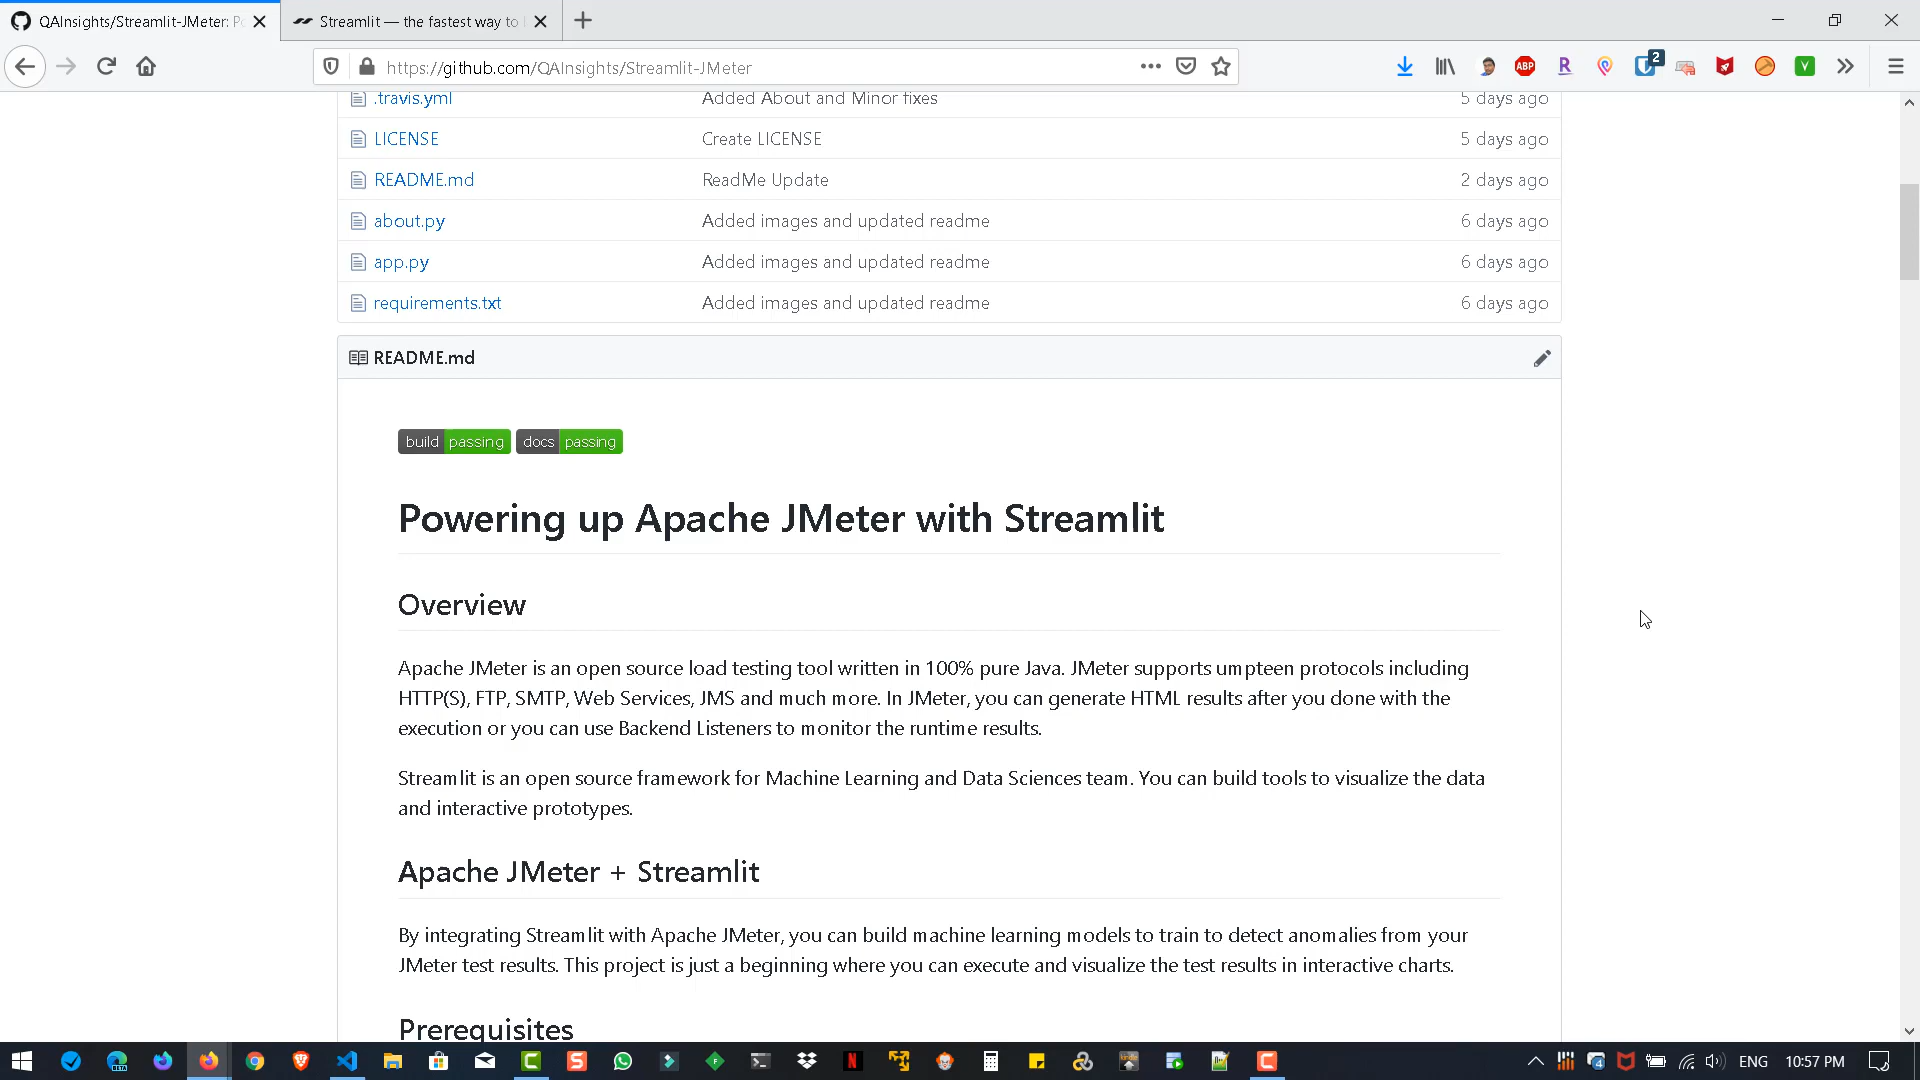 QAInsights/Streamlit-JMeter: Po
Streamlit — the fastest way to
https://github.com/QAInsights/Streamlit-JMeter
ABP
R
2
V
.travis.yml Added About and Minor fixes 5 days ago
LICENSE Create LICENSE 5 days ago
README.md ReadMe Update 2 days ago
about.py Added images and updated readme 6 days ago
app.py Added images and updated readme 6 days ago
requirements.txt Added images and updated readme 6 days ago
README.md
build passing docs passing
Powering up Apache JMeter with Streamlit
Overview
Apache JMeter is an open source load testing tool written in 100% pure Java. JMeter supports umpteen protocols including
HTTP(S), FTP, SMTP, Web Services, JMS and much more. In JMeter, you can generate HTML results after you done with the
execution or you can use Backend Listeners to monitor the runtime results.
Streamlit is an open source framework for Machine Learning and Data Sciences team. You can build tools to visualize the data
and interactive prototypes.
Apache JMeter + Streamlit
By integrating Streamlit with Apache JMeter, you can build machine learning models to train to detect anomalies from your
JMeter test results. This project is just a beginning where you can execute and visualize the test results in interactive charts.
Prerequisites
ENG 10:57 PM